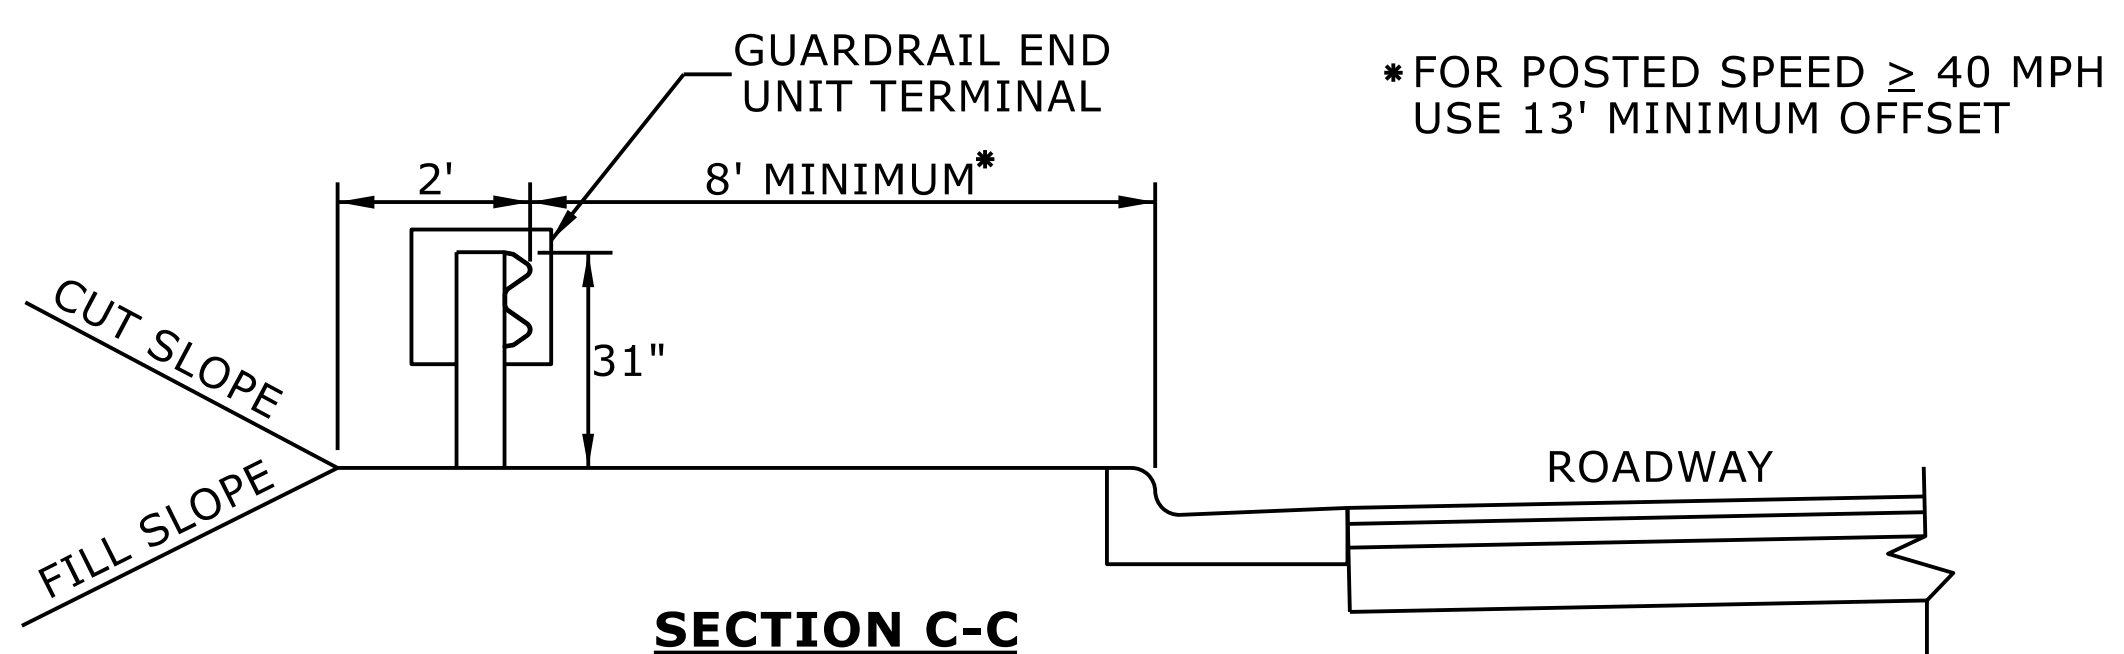 GUARDRAIL END
UNIT TERMINAL
* FOR POSTED SPEED ≥ 40 MPH
USE 13' MINIMUM OFFSET
2'
8' MINIMUM*
31"
CUT SLOPE
FILL SLOPE
ROADWAY
SECTION C-C